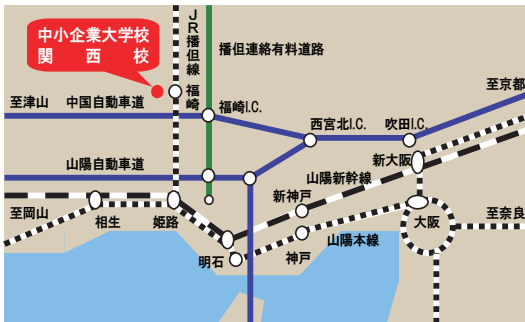 中小企業大学校
関西校
JR播但線
播但連絡有料道路
至京都
福崎
至津山
中国自動車道
福崎I.C.
西宮北I.C.
吹田I.C.
新大阪
山陽自動車道
山陽新幹線
新神戸
至岡山
相生
姫路
大阪
至奈良
山陽本線
明石
神戸